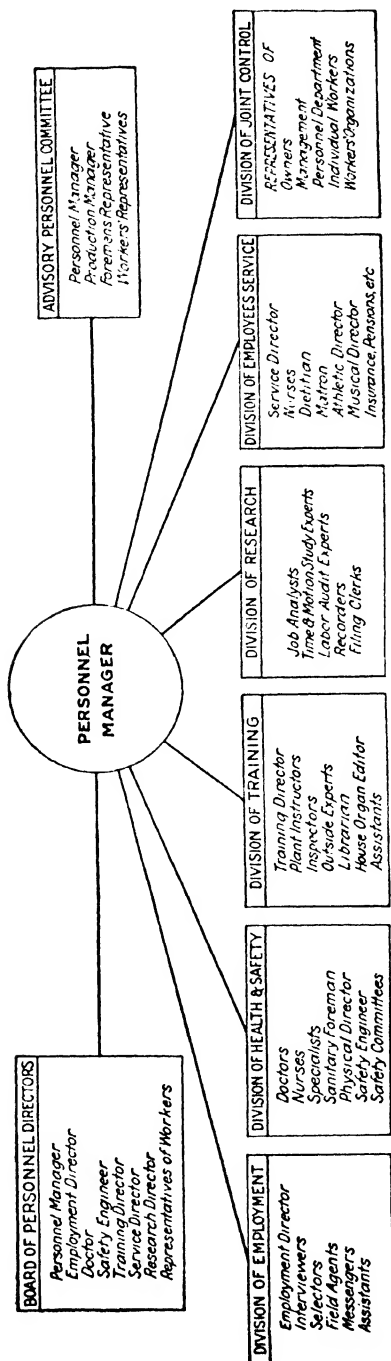 BOARD OF PERSONNEL DIRECTORS
Personnel Manager
Employment Director
Doctor
Safety Engineer
Training Director
Service Director
Research Director
Representatives of Workers
PERSONNEL
MANAGER
ADVISORY PERSONNEL COMMITTEE
Personnel Manager
Production Manager
Foremans Representative
Workers Representatives
DIVISION OF EMPLOYMENT
Employment Director
Interviewers
Selectors
Field Agents
Messengers
Assistants
DIVISION OF HEALTH & SAFETY
Doctors
Nurses
Specialists
Sanitary Foreman
Physical Director
Safety Engineer
Safety Committees
DIVISION OF TRAINING
Training Director
Plant Instructors
Inspectors
Outside Experts
Librarian
House Organ Editor
Assistants
DIVISION OF RESEARCH
Job Analysts
Time & Motion Study Experts
Labor Audit Experts
Recorders
Filing Clerks
DIVISION OF EMPLOYEES SERVICE
Service Director
Nurses
Dietitian
Matron
Athletic Director
Musical Director
Insurance, Pensions, etc
DIVISION OF JOINT CONTROL
REPRESENTATIVES OF
Owners
Management
Personnel Department
Individual Workers
Workers' Organizations